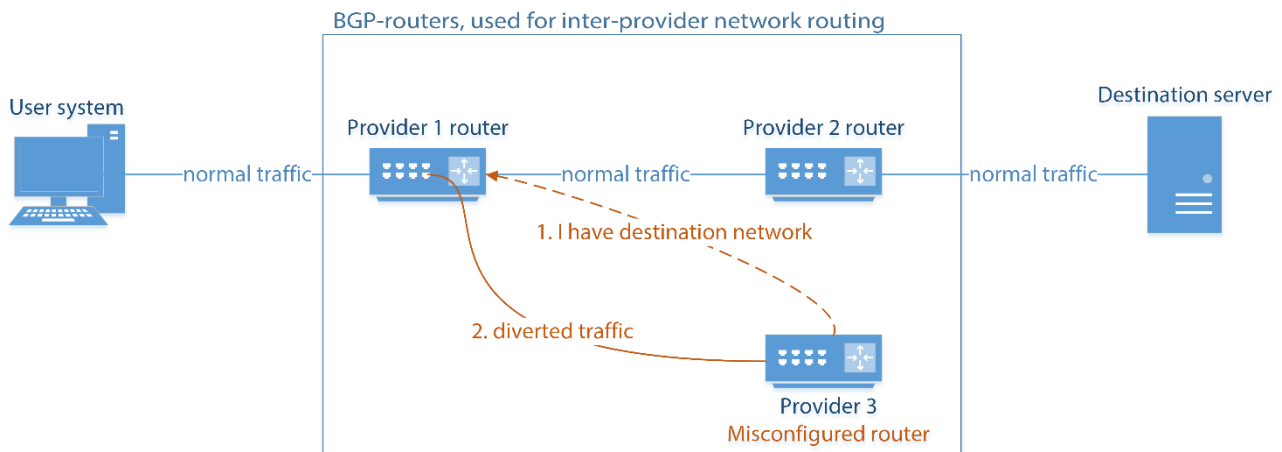 BGP-routers, used for inter-provider network routing
User system
Destination server
Provider 1 router
Provider 2 router
normal traffic
normal traffic
normal traffic
1. I have destination network
2. diverted traffic
Provider 3
Misconfigured router